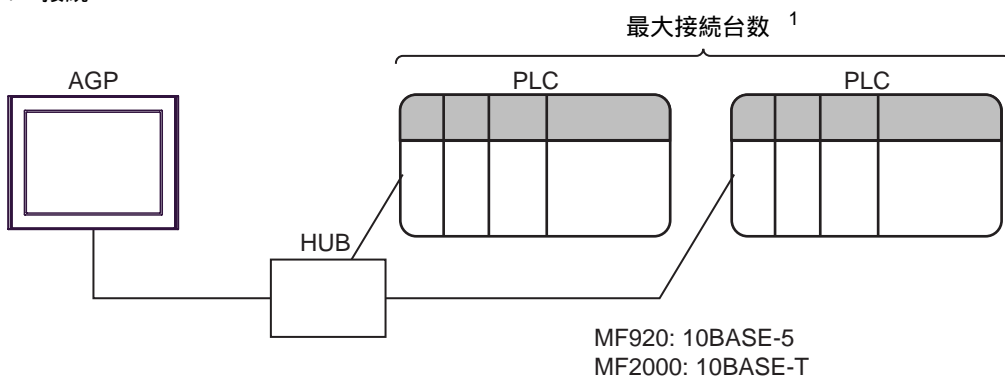 最大接続台数 1
AGP
PLC
PLC
HUB
MF920: 10BASE-5
MF2000: 10BASE-T